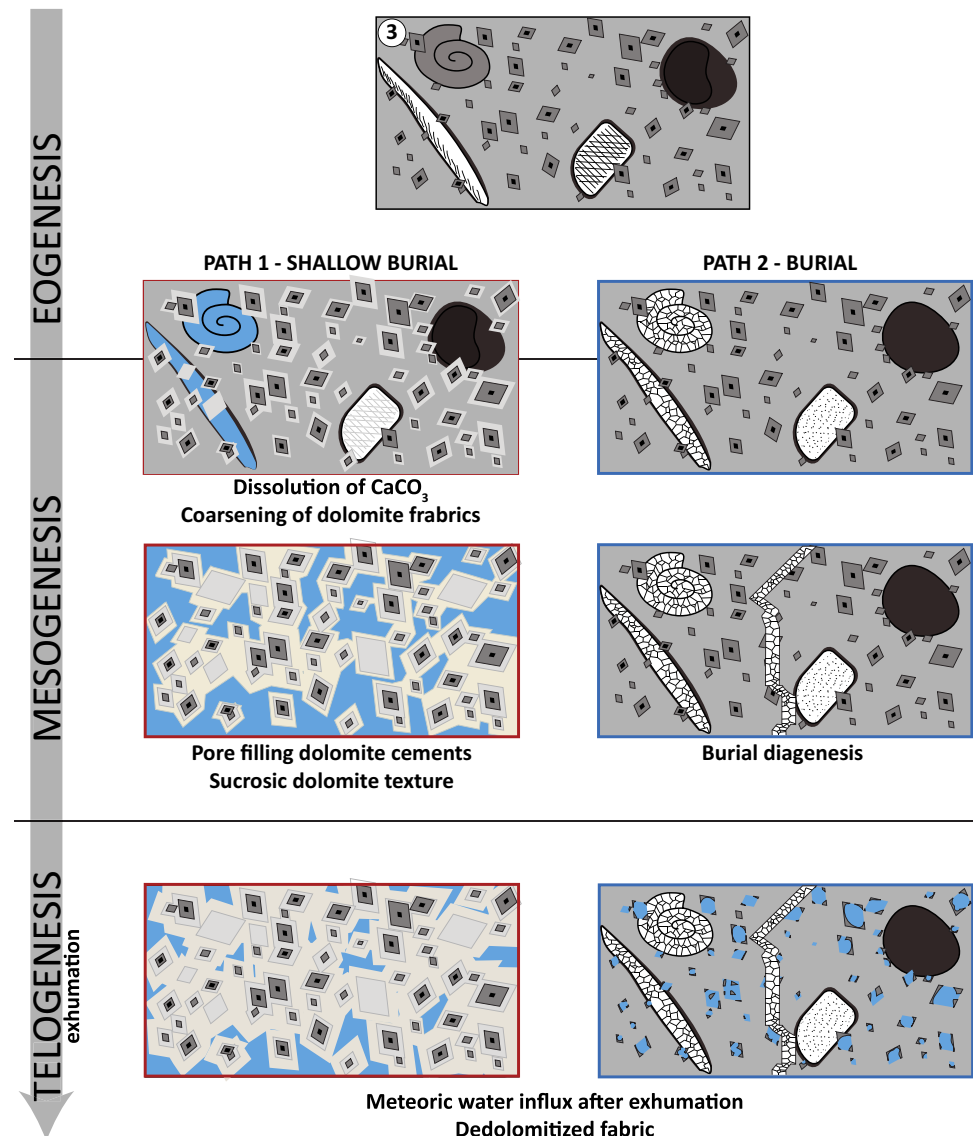 3
EOGENESIS
PATH 1 - SHALLOW BURIAL
PATH 2 - BURIAL
Dissolution of CaCO₃
Coarsening of dolomite frabrics
MESOGENESIS
Pore filling dolomite cements
Sucrosic dolomite texture
Burial diagenesis
TELOGENESIS
exhumation
Meteoric water influx after exhumation
Dedolomitized fabric